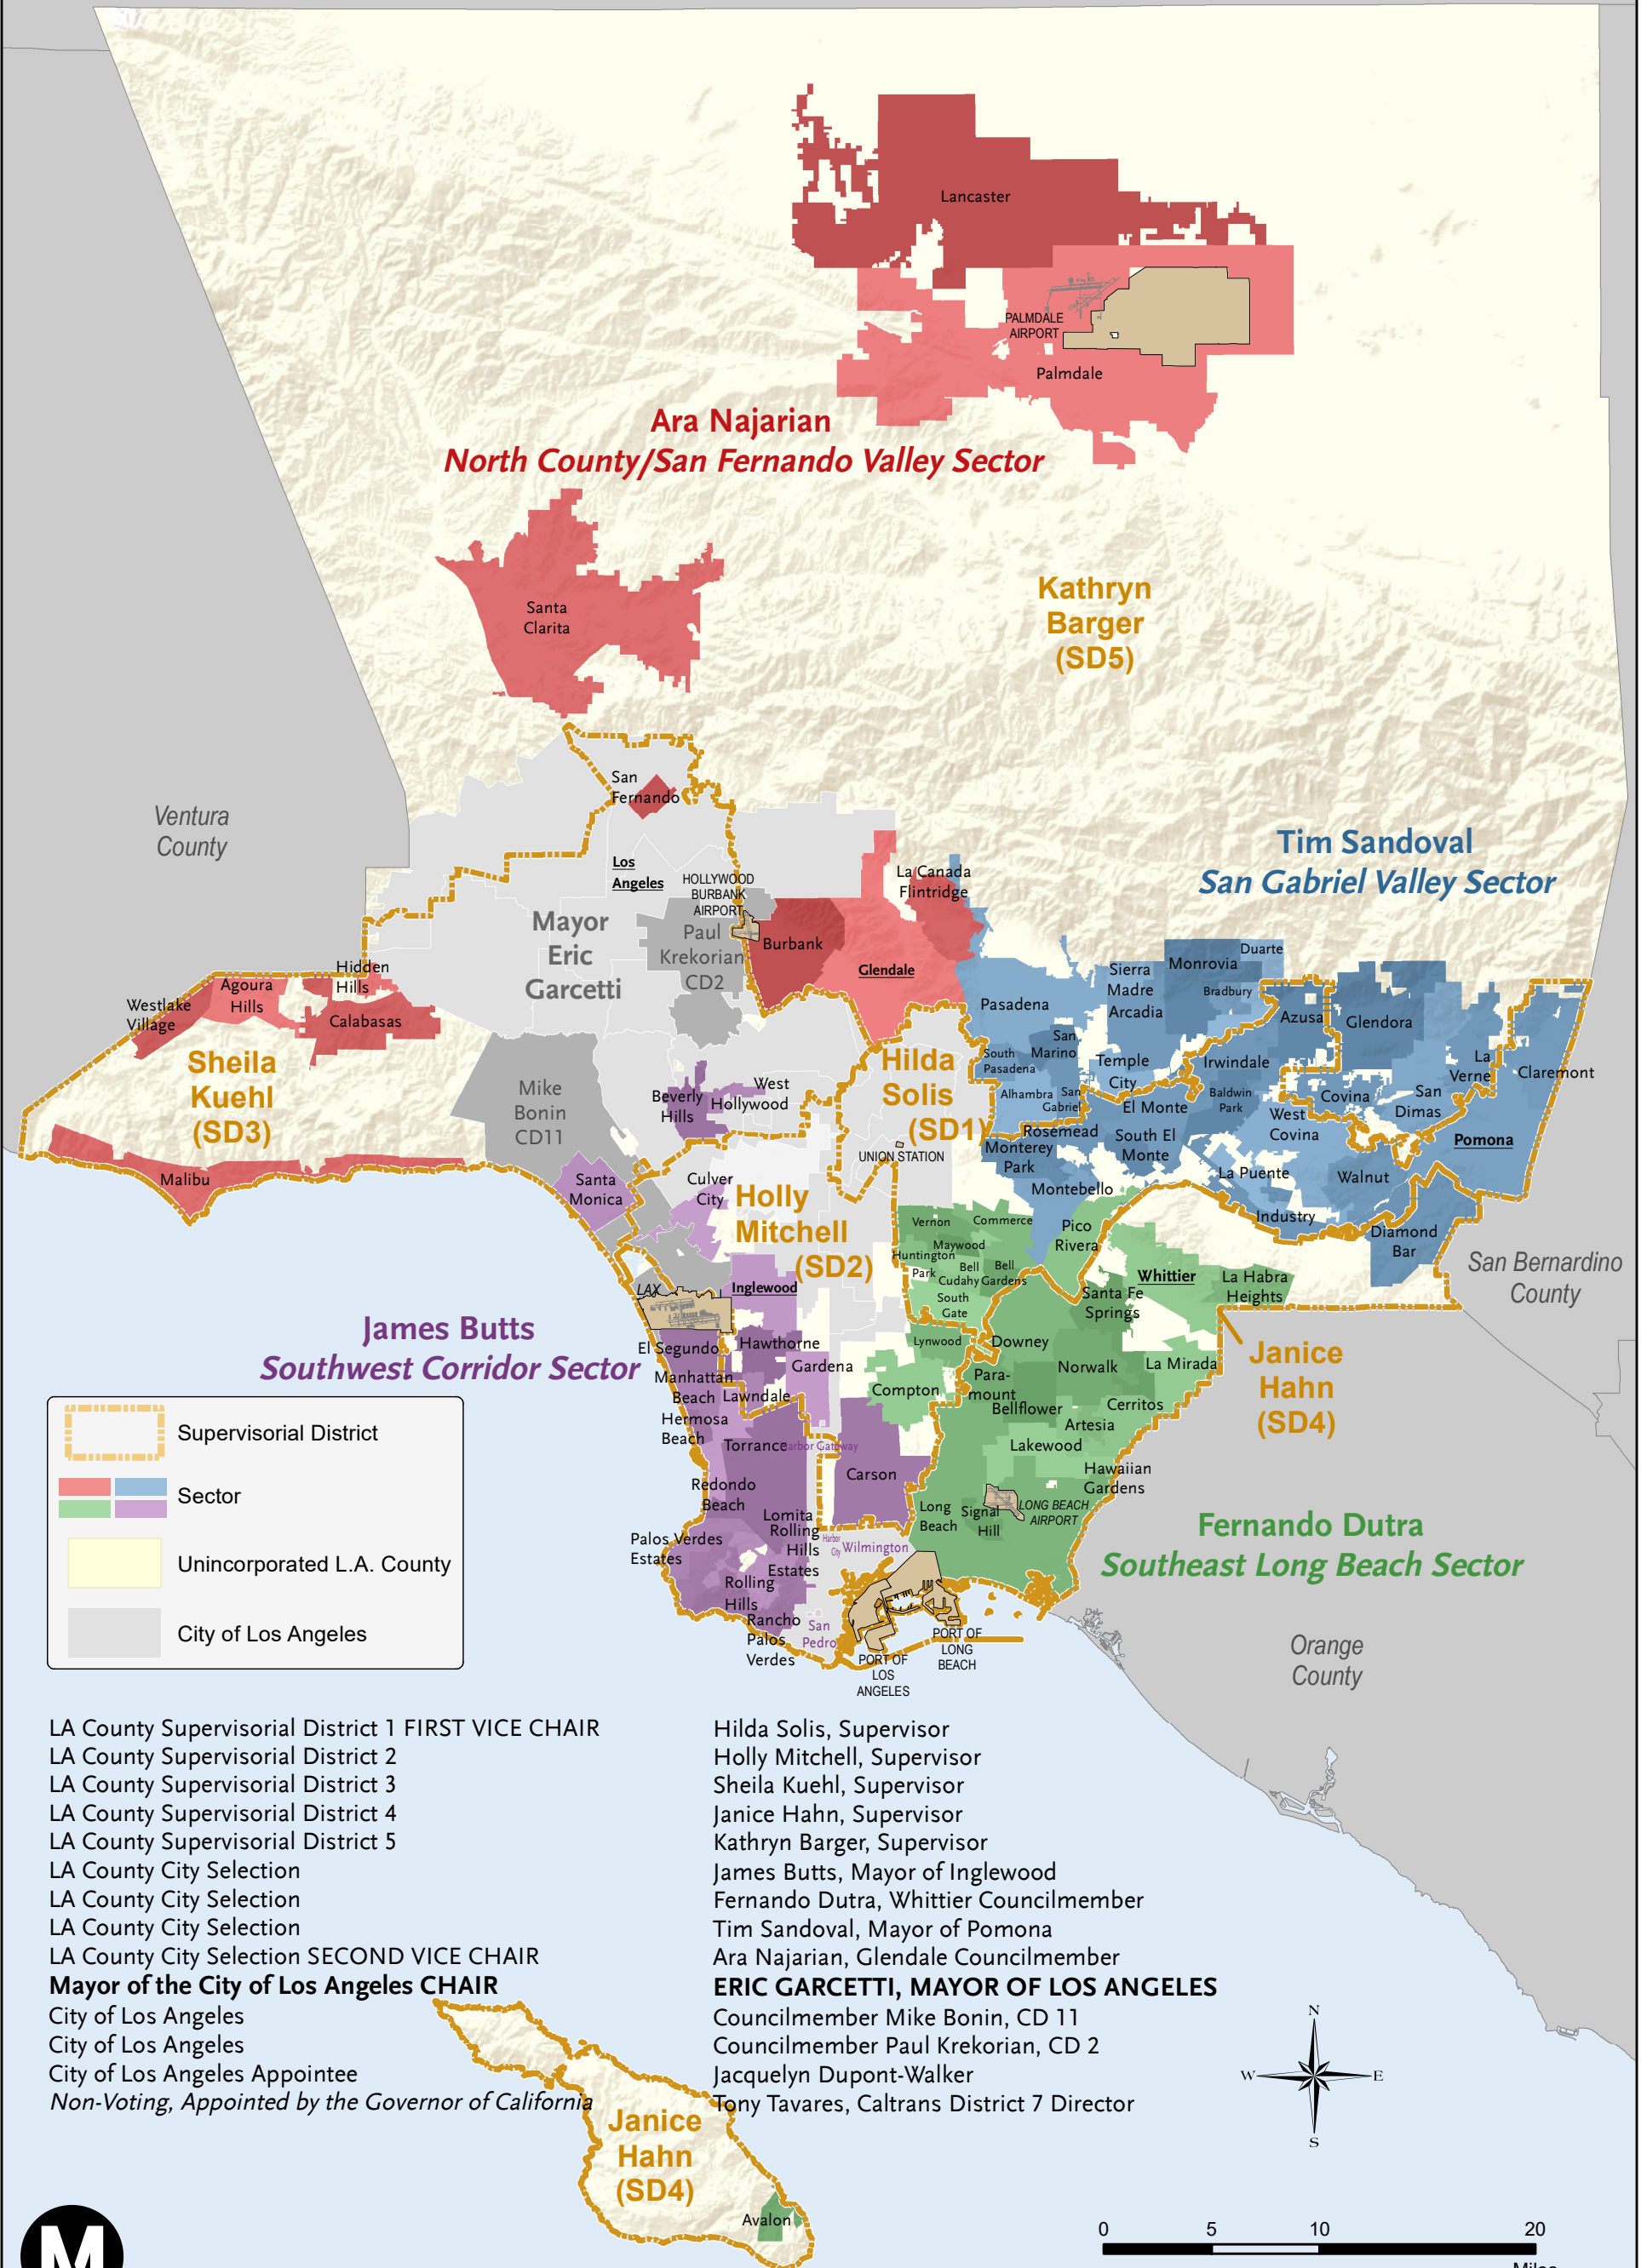 Lancaster
PALMDALE
AIRPORT
Palmdale
Ara Najarian
North County/San Fernando Valley Sector
Santa
Clarita
Kathryn
Barger
(SD5)
San
Fernando
Ventura
County
Los
Angeles
HOLLYWOOD
BURBANK
AIRPORT
Mayor
Eric
Garcetti
Paul
Krekorian
CD2
Burbank
La Canada
Flintridge
Glendale
Tim Sandoval
San Gabriel Valley Sector
Hidden
Hills
Agoura
Hills
Westlake
Village
Calabasas
Sheila
Kuehl
(SD3)
Malibu
Mike
Bonin
CD11
Beverly
Hills
West
Hollywood
Hilda
Solis
(SD1)
UNION STATION
Pasadena
Sierra
Madre
Monrovia
Duarte
Bradbury
Arcadia
Azusa
Glendora
San
Marino
South
Pasadena
Temple
City
Irwindale
La
Verne
Claremont
Alhambra
San
Gabriel
El Monte
Baldwin
Park
Covina
San
Dimas
West
Covina
Rosemead
Monterey
Park
South El
Monte
Pomona
La Puente
Walnut
Montebello
Industry
Diamond
Bar
Santa
Monica
Culver
City
Holly
Mitchell
(SD2)
Vernon
Commerce
Pico
Rivera
Maywood
Huntington
Park
Bell
Bell
Gardens
Cudahy
South
Gate
Whittier
La Habra
Heights
Santa Fe
Springs
San Bernardino
County
LAX
Inglewood
James Butts
Southwest Corridor Sector
El Segundo
Hawthorne
Gardena
Manhattan
Beach
Lawndale
Hermosa
Beach
Lynwood
Downey
Norwalk
La Mirada
Janice
Hahn
(SD4)
Compton
Para-
mount
Bellflower
Cerritos
Artesia
Torrance
Harbor Gateway
Carson
Lakewood
Hawaiian
Gardens
Redondo
Beach
Lomita
Rolling
Hills
Estates
Long
Beach
Signal
Hill
LONG BEACH
AIRPORT
Palos Verdes
Estates
Harbor
City
Wilmington
Rolling
Hills
Rancho
Palos
Verdes
San
Pedro
PORT OF
LOS
ANGELES
PORT OF
LONG
BEACH
Fernando Dutra
Southeast Long Beach Sector
Orange
County
Supervisorial District
Sector
Unincorporated L.A. County
City of Los Angeles
LA County Supervisorial District 1 FIRST VICE CHAIR Hilda Solis, Supervisor
LA County Supervisorial District 2 Holly Mitchell, Supervisor
LA County Supervisorial District 3 Sheila Kuehl, Supervisor
LA County Supervisorial District 4 Janice Hahn, Supervisor
LA County Supervisorial District 5 Kathryn Barger, Supervisor
LA County City Selection James Butts, Mayor of Inglewood
LA County City Selection Fernando Dutra, Whittier Councilmember
LA County City Selection Tim Sandoval, Mayor of Pomona
LA County City Selection SECOND VICE CHAIR Ara Najarian, Glendale Councilmember
Mayor of the City of Los Angeles CHAIR ERIC GARCETTI, MAYOR OF LOS ANGELES
City of Los Angeles Councilmember Mike Bonin, CD 11
City of Los Angeles Councilmember Paul Krekorian, CD 2
City of Los Angeles Appointee Jacquelyn Dupont-Walker
Non-Voting, Appointed by the Governor of California Tony Tavares, Caltrans District 7 Director
N
W E
S
Janice
Hahn
(SD4)
Avalon
M
0 5 10 20
Miles